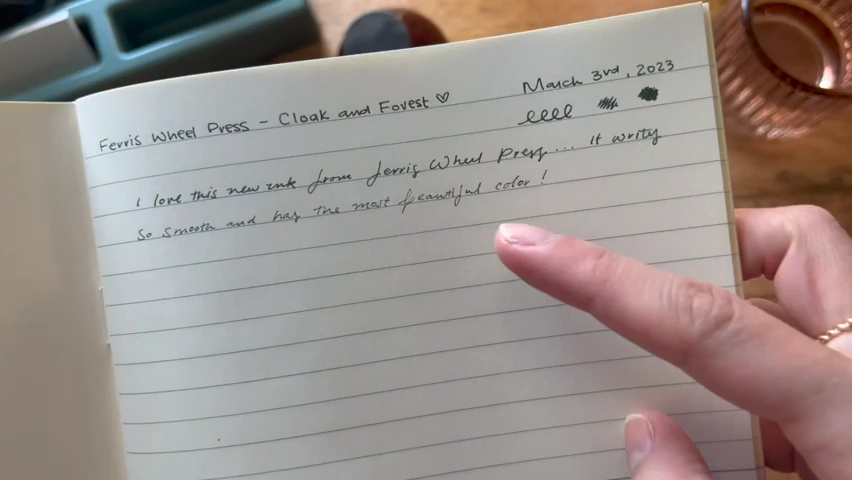 March 3rd, 2023
Ferris Wheel Press - Cloak and Forest ♡
eeee
I love this new ink from Ferris Wheel Press... It writes
so smooth and has the most beautiful color!